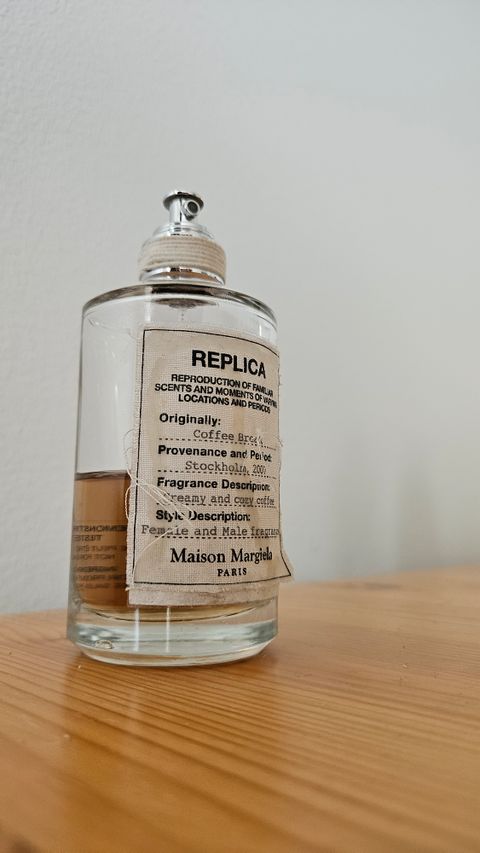 REPLICA
REPRODUCTION OF FAMILIAR
SCENTS AND MOMENTS OF VARYING
LOCATIONS AND PERIODS
Originally:
Coffee Break
Provenance and Period:
Stockholm,
Fragrance Description:
Creamy and cozy coffee
Style Description:
Female and Male fragrance
Maison Margiela
PARIS
TESTER